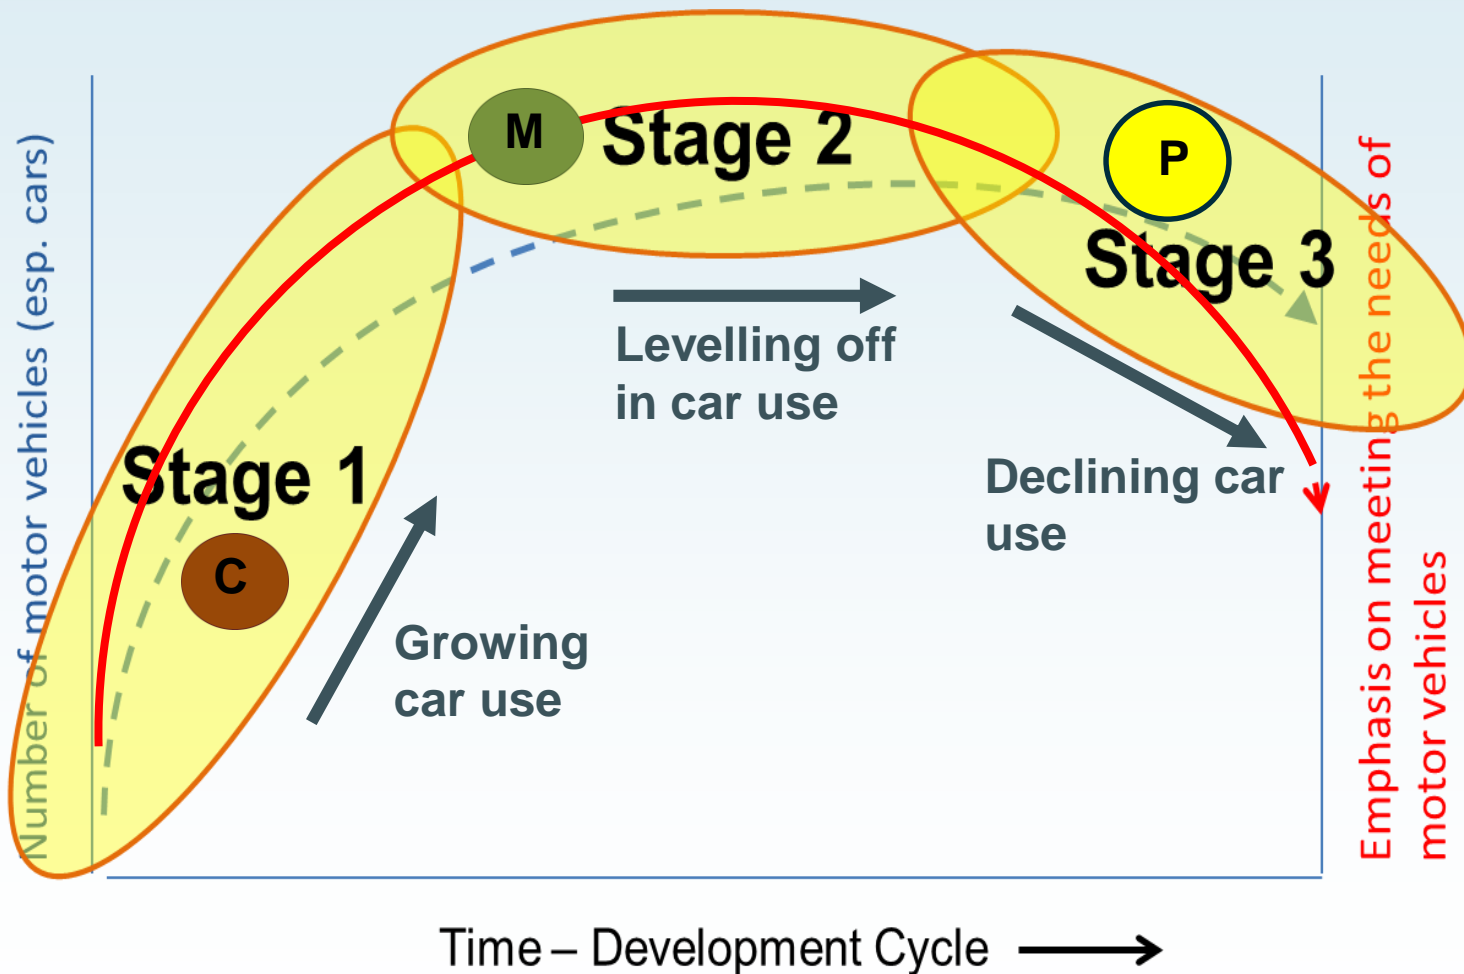 Number of motor vehicles (esp. cars)
M
Stage 2
P
Stage 3
Levelling off
in car use
Stage 1
C
Declining car
use
Growing
car use
Emphasis on meeting the needs of
motor vehicles
Time – Development Cycle